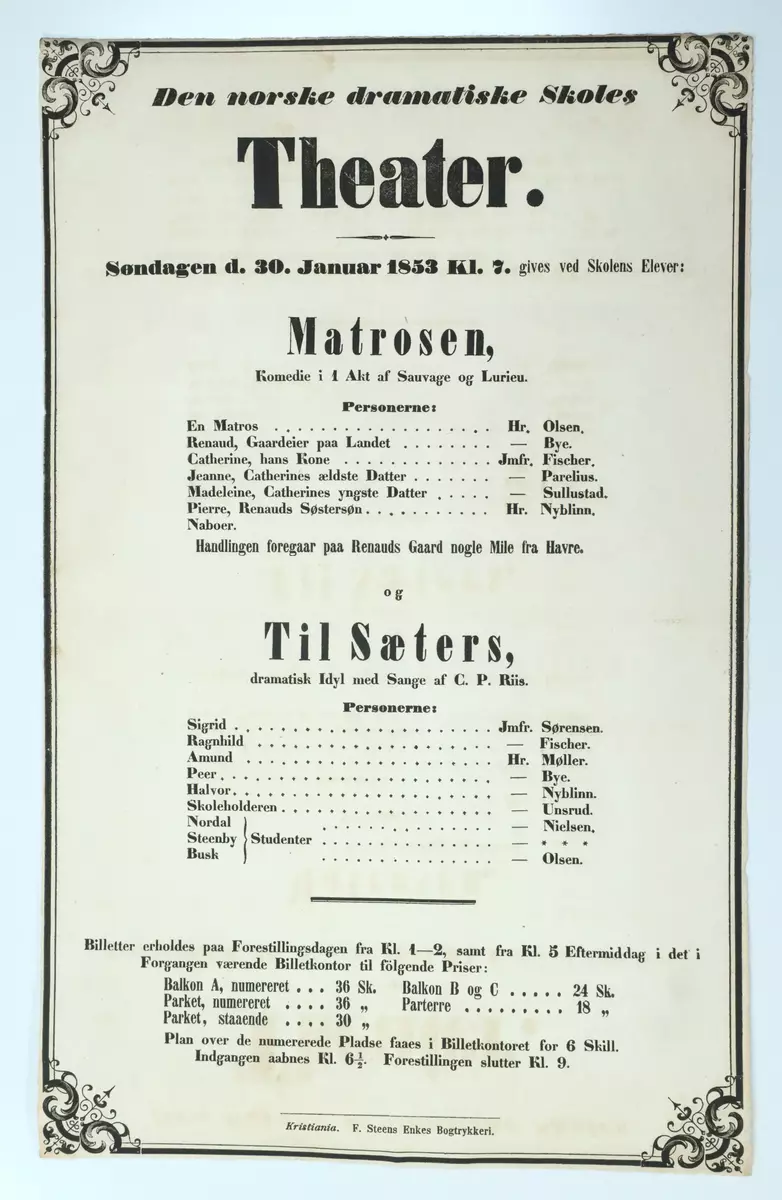 Den norske dramatiske Skoles
Theater.
Søndagen d. 30. Januar 1853 Kl. 7. gives ved Skolens Elever:
Matrosen,
Komedie i 1 Akt af Sauvage og Lurieu.
Personerne:
En Matros . . . . . . . . . . . . . . . . . . . Hr. Olsen.
Renaud, Gaardeier paa Landet . . . . . . . . — Bye.
Catherine, hans Kone . . . . . . . . . . . . . Jmfr. Fischer.
Jeanne, Catherines ældste Datter . . . . . . . — Parelius.
Madeleine, Catherines yngste Datter . . . . . — Sullustad.
Pierre, Renauds Søstersøn . . . . . . . . . . . Hr. Nyblinn.
Naboer.
Handlingen foregaar paa Renauds Gaard nogle Mile fra Havre.
og
Til Sæters,
dramatisk Idyl med Sange af C. P. Riis.
Personerne:
Sigrid . . . . . . . . . . . . . . . . . . . . . . Jmfr. Sørensen.
Ragnhild . . . . . . . . . . . . . . . . . . . . — Fischer.
Amund . . . . . . . . . . . . . . . . . . . . . Hr. Møller.
Peer . . . . . . . . . . . . . . . . . . . . . . . — Bye.
Halvor . . . . . . . . . . . . . . . . . . . . . . — Nyblinn.
Skoleholderen . . . . . . . . . . . . . . . . . . — Unsrud.
Nordal . . . . . . . . . . . . . . . — Nielsen.
Steenby } Studenter . . . . . . . . . . . . . . — * * *
Busk . . . . . . . . . . . . . . . — Olsen.
Billetter erholdes paa Forestillingsdagen fra Kl. 1—2, samt fra Kl. 5 Eftermiddag i det i
Forgangen værende Billetkontor til fölgende Priser:
Balkon A, numereret . . . 36 Sk. Balkon B og C . . . . . 24 Sk.
Parket, numereret . . . . 36 „ Parterre . . . . . . . . . 18 „
Parket, staaende . . . . 30 „
Plan over de numererede Pladse faaes i Billetkontoret for 6 Skill.
Indgangen aabnes Kl. 6½. Forestillingen slutter Kl. 9.
Kristiania. F. Steens Enkes Bogtrykkeri.